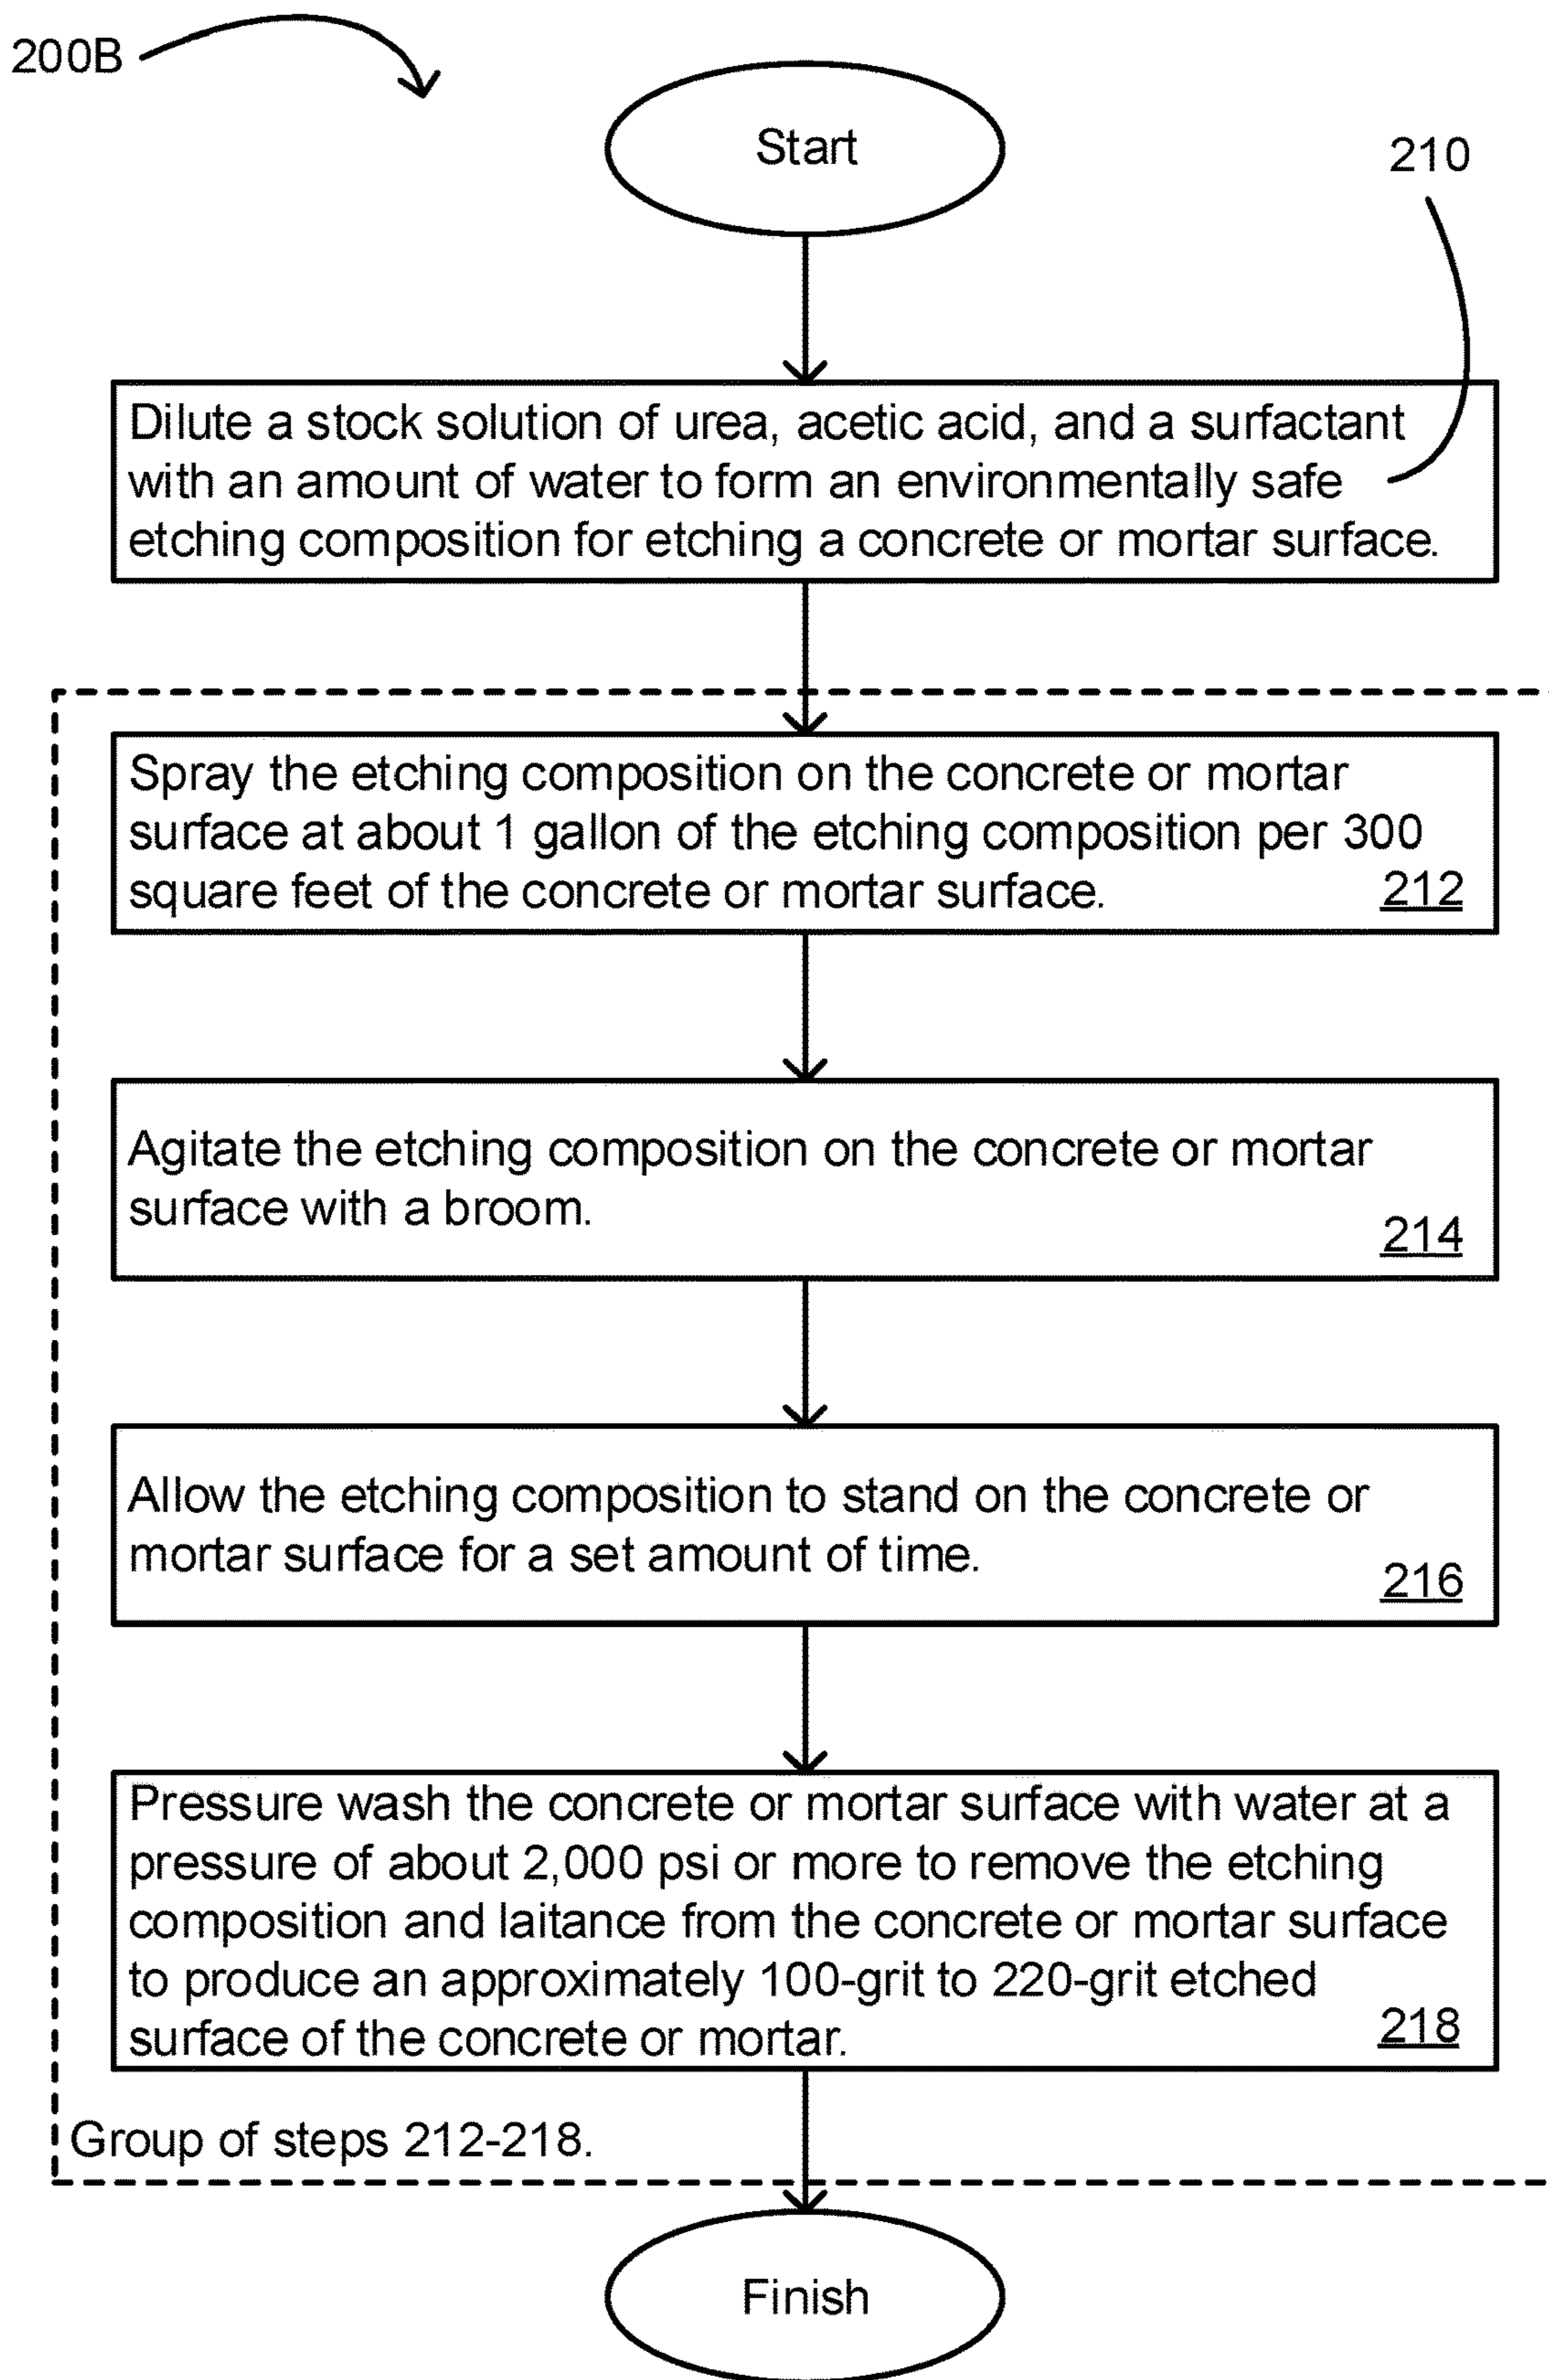 200B
Start
210
Dilute a stock solution of urea, acetic acid, and a surfactant
with an amount of water to form an environmentally safe
etching composition for etching a concrete or mortar surface.
Spray the etching composition on the concrete or mortar
surface at about 1 gallon of the etching composition per 300
square feet of the concrete or mortar surface. 212
Agitate the etching composition on the concrete or mortar
surface with a broom.
214
Allow the etching composition to stand on the concrete or
mortar surface for a set amount of time.
216
Pressure wash the concrete or mortar surface with water at a
pressure of about 2,000 psi or more to remove the etching
composition and laitance from the concrete or mortar surface
to produce an approximately 100-grit to 220-grit etched
surface of the concrete or mortar. 218
Group of steps 212-218.
Finish